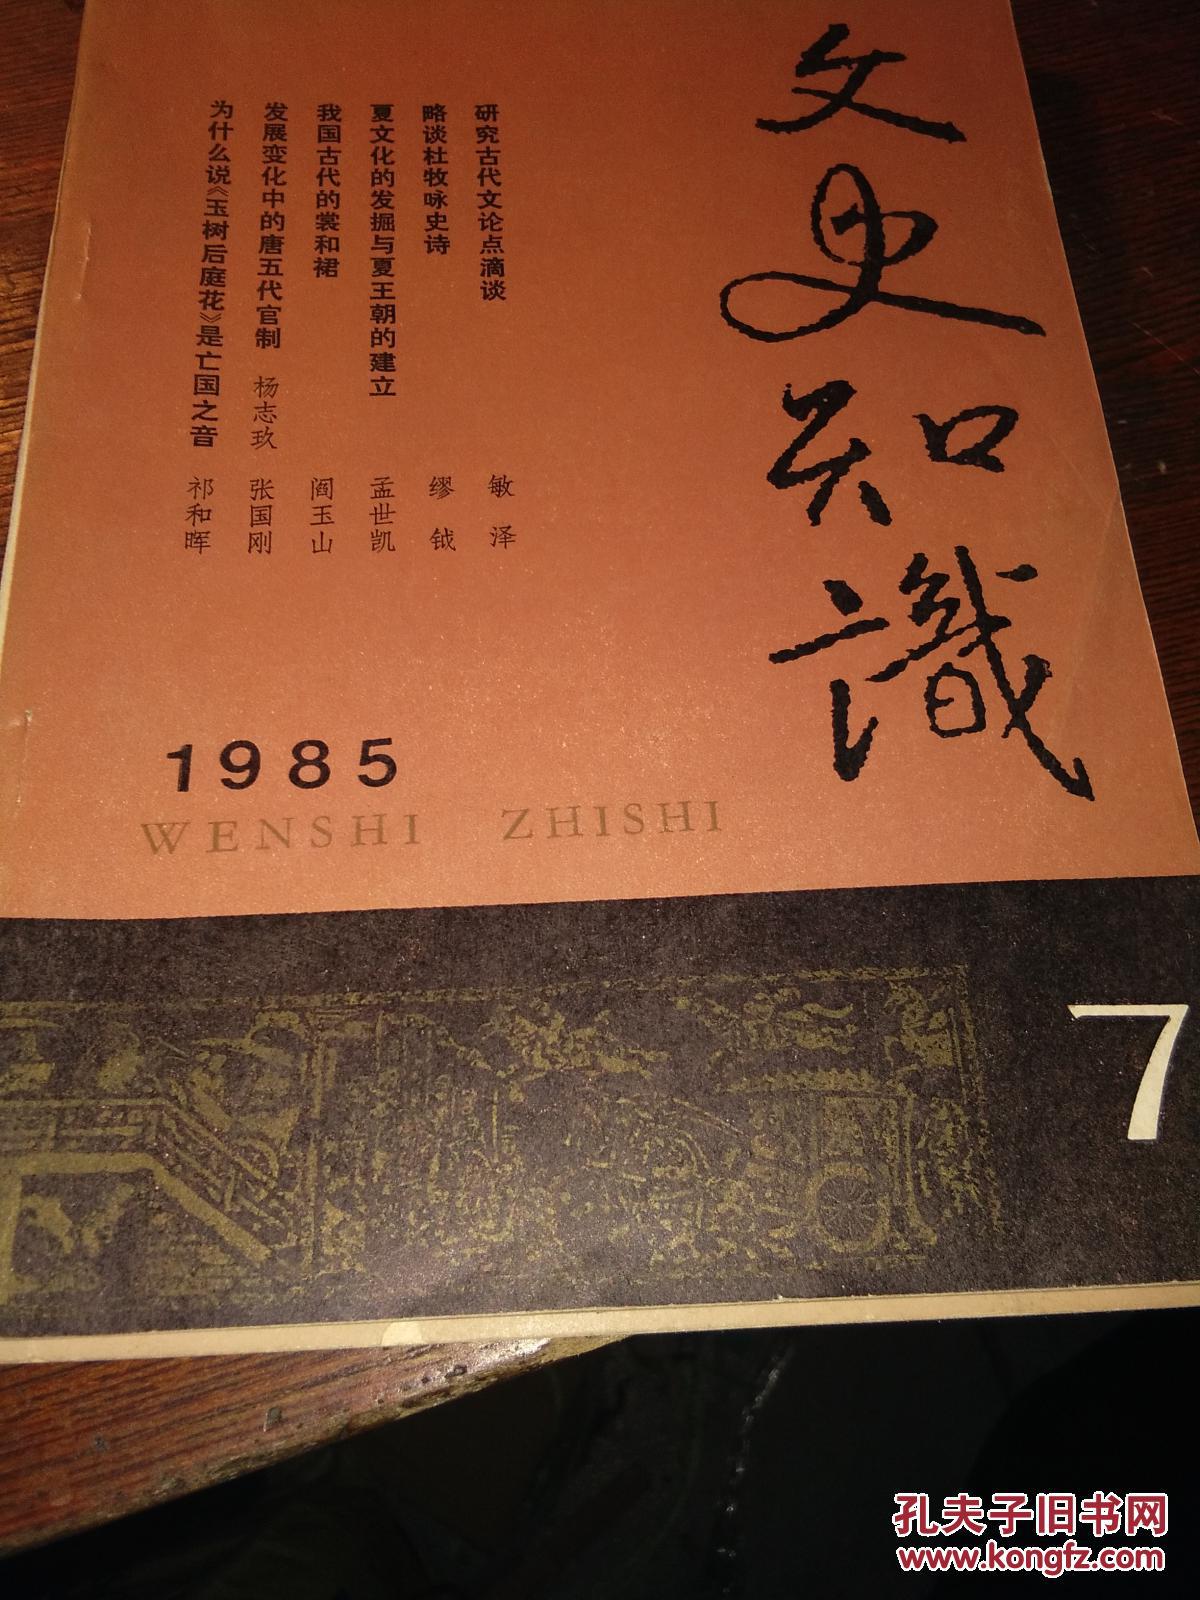 文史知識
研究古代文论点滴谈 敏泽
略谈杜牧咏史诗 缪钺
夏文化的发掘与夏王朝的建立 孟世凯
我国古代的裳和裙 阎玉山
发展变化中的唐五代官制 杨志玖 张国刚
为什么说《玉树后庭花》是亡国之音 祁和晖
1985
WENSHI ZHISHI
7
孔夫子旧书网
www.kongfz.com